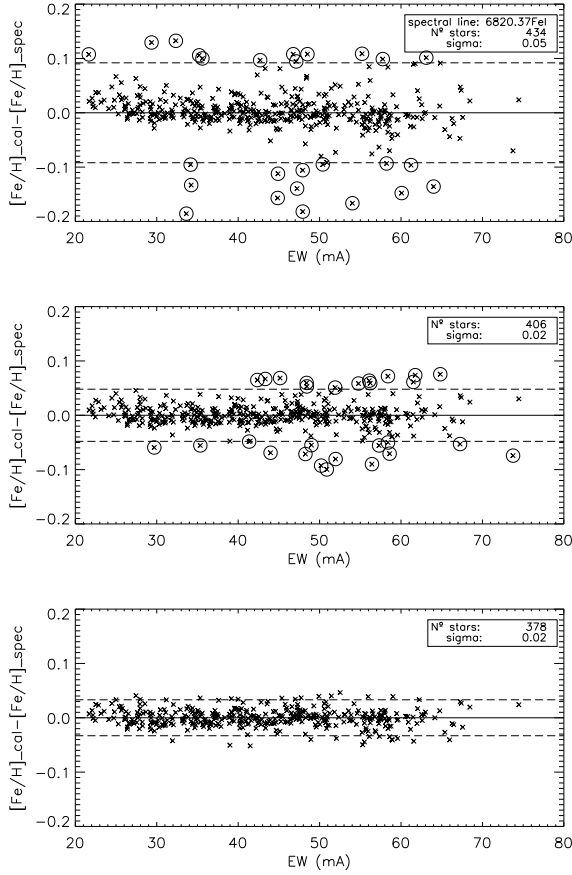 spectral line: 6820.37FeI
Nº stars: 434
sigma: 0.05
0.2
0.1
0.0
−0.1
−0.2
[Fe/H]_cal−[Fe/H]_spec
20 30 40 50 60 70 80
EW (mA)
Nº stars: 406
sigma: 0.02
0.2
0.1
0.0
−0.1
−0.2
[Fe/H]_cal−[Fe/H]_spec
20 30 40 50 60 70 80
EW (mA)
Nº stars: 378
sigma: 0.02
0.2
0.1
0.0
−0.1
−0.2
[Fe/H]_cal−[Fe/H]_spec
20 30 40 50 60 70 80
EW (mA)